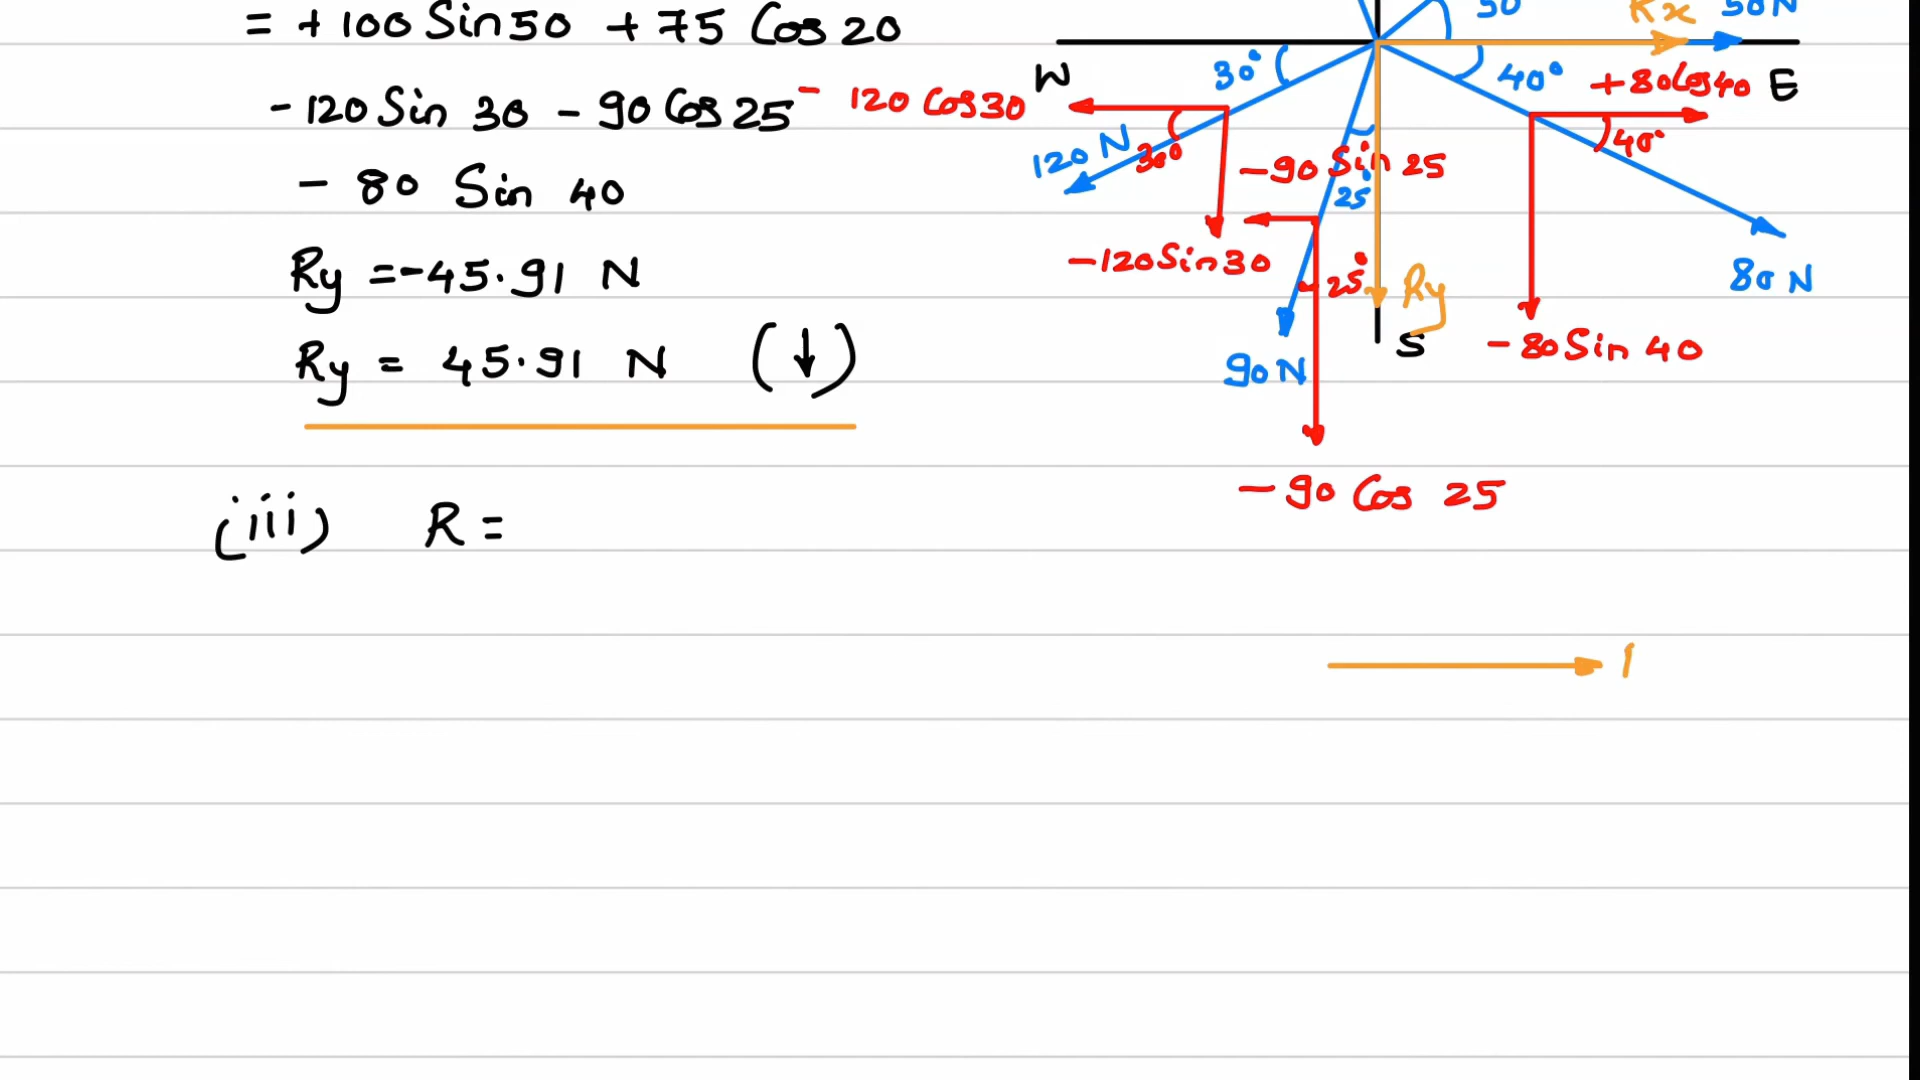 = + 100 Sin 50 + 75 Cos 20
- 120 Sin 30 - 90 Cos 25
- 80 Sin 40
Ry = -45.91 N
Ry = 45.91 N (↓)
(iii) R =
50
Rx 50 N
W
30°
40°
+80 Cos 40
E
- 120 Cos 30
120 N
30°
- 90 Sin 25
40°
25°
- 120 Sin 30
25°
Ry
80 N
S
- 80 Sin 40
90 N
- 90 Cos 25